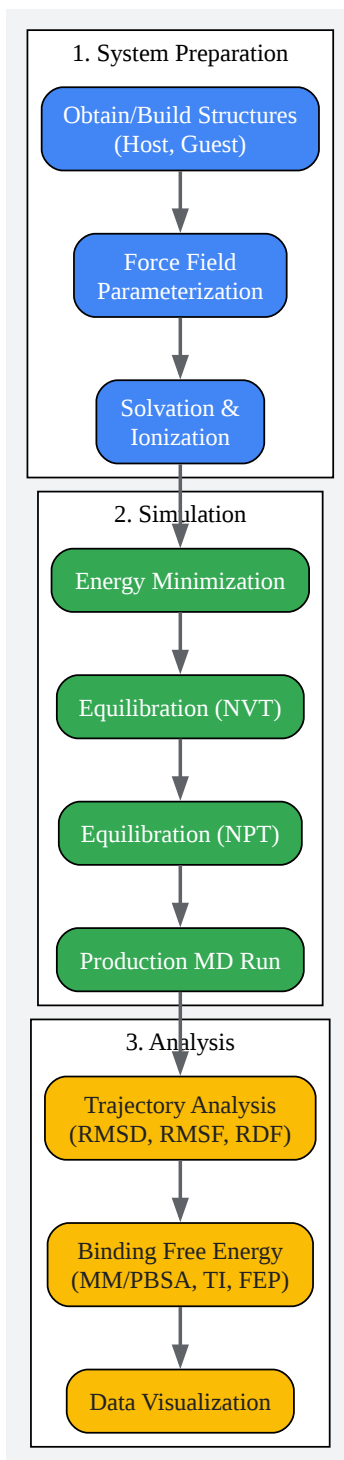 1. System Preparation
Obtain/Build Structures
(Host, Guest)
Force Field
Parameterization
Solvation &
Ionization
2. Simulation
Energy Minimization
Equilibration (NVT)
Equilibration (NPT)
Production MD Run
3. Analysis
Trajectory Analysis
(RMSD, RMSF, RDF)
Binding Free Energy
(MM/PBSA, TI, FEP)
Data Visualization